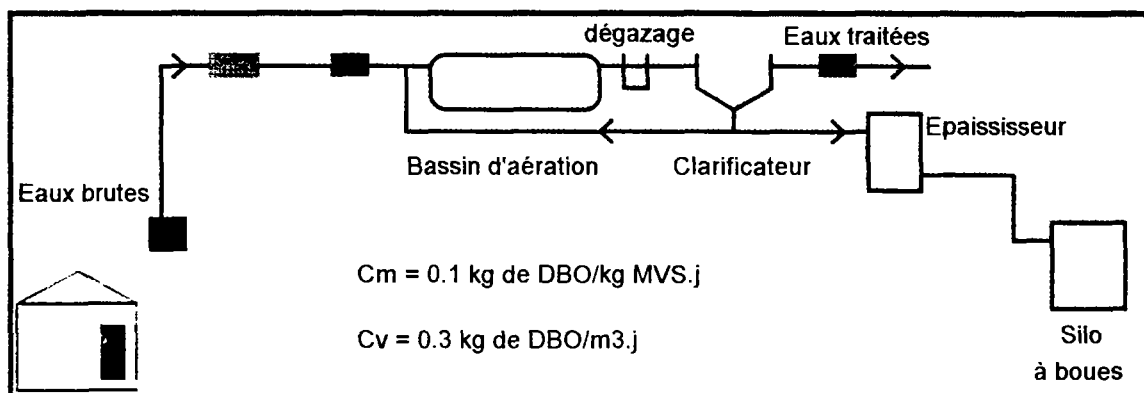 dégazage
Eaux traitées
Epaississeur
Bassin d'aération
Clarificateur
Eaux brutes
Cm = 0.1 kg de DBO/kg MVS.j
Cv = 0.3 kg de DBO/m3.j
Silo
à boues